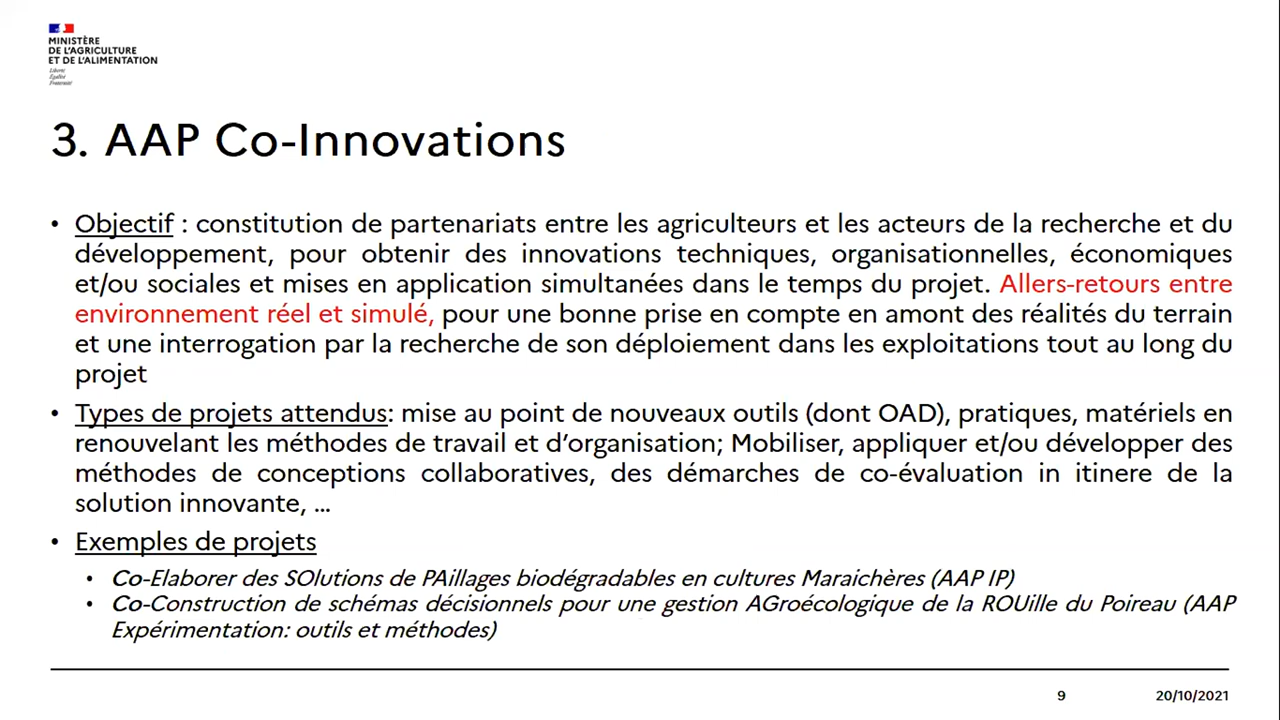 MINISTÈRE
DE L'AGRICULTURE
ET DE L'ALIMENTATION
Liberté
Égalité
Fraternité
3. AAP Co-Innovations
• Objectif : constitution de partenariats entre les agriculteurs et les acteurs de la recherche et du
développement, pour obtenir des innovations techniques, organisationnelles, économiques
et/ou sociales et mises en application simultanées dans le temps du projet. Allers-retours entre
environnement réel et simulé, pour une bonne prise en compte en amont des réalités du terrain
et une interrogation par la recherche de son déploiement dans les exploitations tout au long du
projet
• Types de projets attendus: mise au point de nouveaux outils (dont OAD), pratiques, matériels en
renouvelant les méthodes de travail et d'organisation; Mobiliser, appliquer et/ou développer des
méthodes de conceptions collaboratives, des démarches de co-évaluation in itinere de la
solution innovante, …
• Exemples de projets
• Co-Elaborer des SOlutions de PAillages biodégradables en cultures Maraichères (AAP IP)
• Co-Construction de schémas décisionnels pour une gestion AGroécologique de la ROUille du Poireau (AAP
Expérimentation: outils et méthodes)
9 20/10/2021